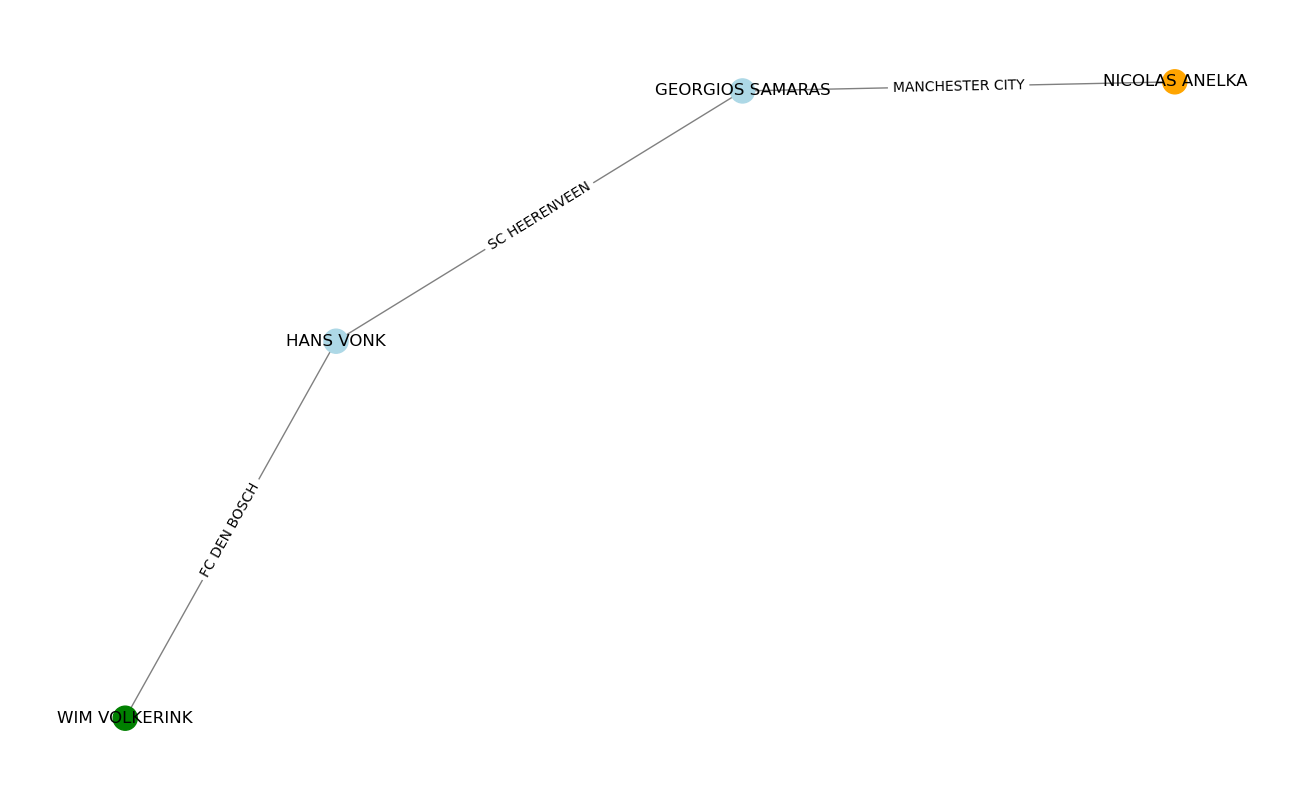 GEORGIOS SAMARAS
MANCHESTER CITY
NICOLAS ANELKA
SC HEERENVEEN
HANS VONK
FC DEN BOSCH
WIM VOLKERINK